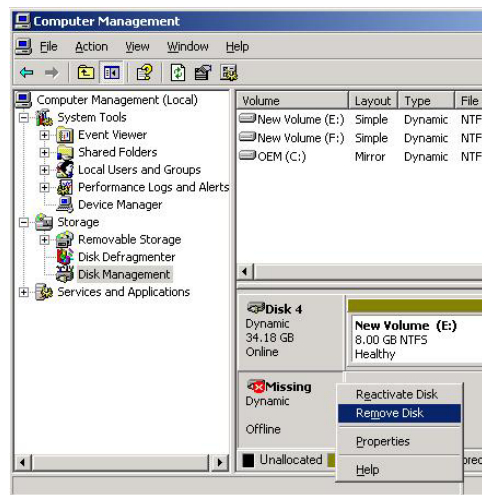 Computer Management
File Action View Window Help
Computer Management (Local)
System Tools
Event Viewer
Shared Folders
Local Users and Groups
Performance Logs and Alerts
Device Manager
Storage
Removable Storage
Disk Defragmenter
Disk Management
Services and Applications
Volume Layout Type File
New Volume (E:) Simple Dynamic NTF
New Volume (F:) Simple Dynamic NTF
OEM (C:) Mirror Dynamic NTF
Disk 4
Dynamic
34.18 GB
Online
New Volume (E:)
8.00 GB NTFS
Healthy
Missing
Dynamic
Offline
Reactivate Disk
Remove Disk
Properties
Help
Unallocated